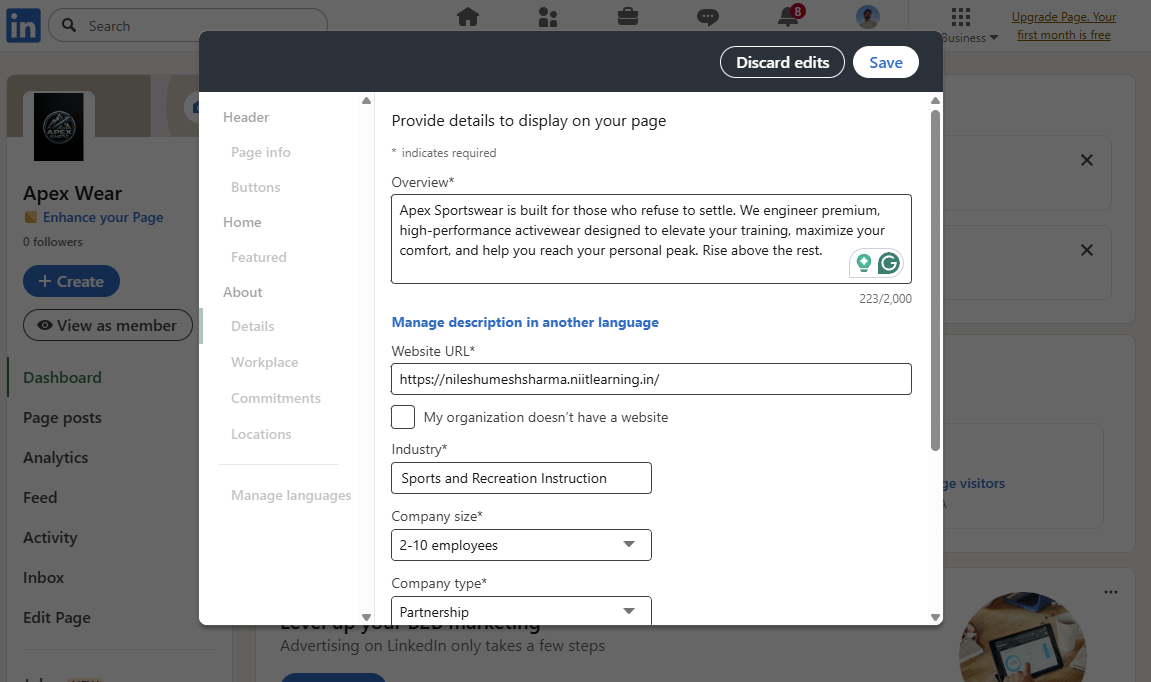 in
Search
8
Business
Upgrade Page. Your
first month is free
Discard edits
Save
APEX
Apex Wear
Enhance your Page
0 followers
+ Create
View as member
Dashboard
Page posts
Analytics
Feed
Activity
Inbox
Edit Page
Header
Page info
Buttons
Home
Featured
About
Details
Workplace
Commitments
Locations
Manage languages
Provide details to display on your page
* indicates required
Overview*
Apex Sportswear is built for those who refuse to settle. We engineer premium,
high-performance activewear designed to elevate your training, maximize your
comfort, and help you reach your personal peak. Rise above the rest.
G
223/2,000
Manage description in another language
Website URL*
https://nileshumeshsharma.niitlearning.in/
My organization doesn’t have a website
Industry*
Sports and Recreation Instruction
Company size*
2-10 employees
Company type*
Partnership
ge visitors
Level up your B2B marketing
Advertising on LinkedIn only takes a few steps